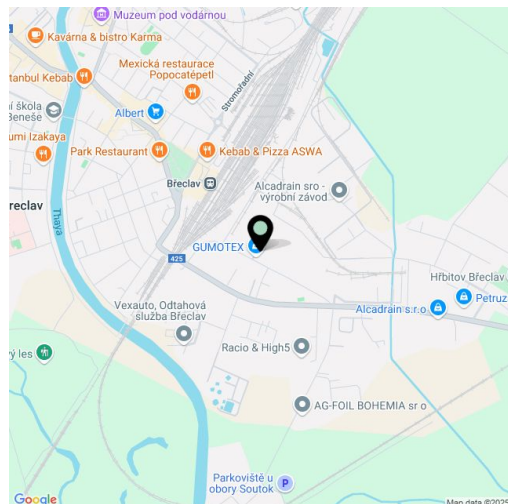 Muzeum pod vodárnou
Kavárna & bistro Karma
Mexická restaurace
Popocatépetl
Stromořadní
tanbul Kebab
Albert
ní škola
Beneše
umi Izakaya
Park Restaurant
Kebab & Pizza ASWA
Břeclav
Alcadrain sro -
výrobní závod
reclav
Thaya
GUMOTEX
425
Hřbitov Břeclav
Petruz
Alcadrain s.r.o
Vexauto, Odtahová
služba Břeclav
Racio & High5
ý les
AG-FOIL BOHEMIA sr o
Parkoviště u
obory Soutok
P
Google
Map data ©2025